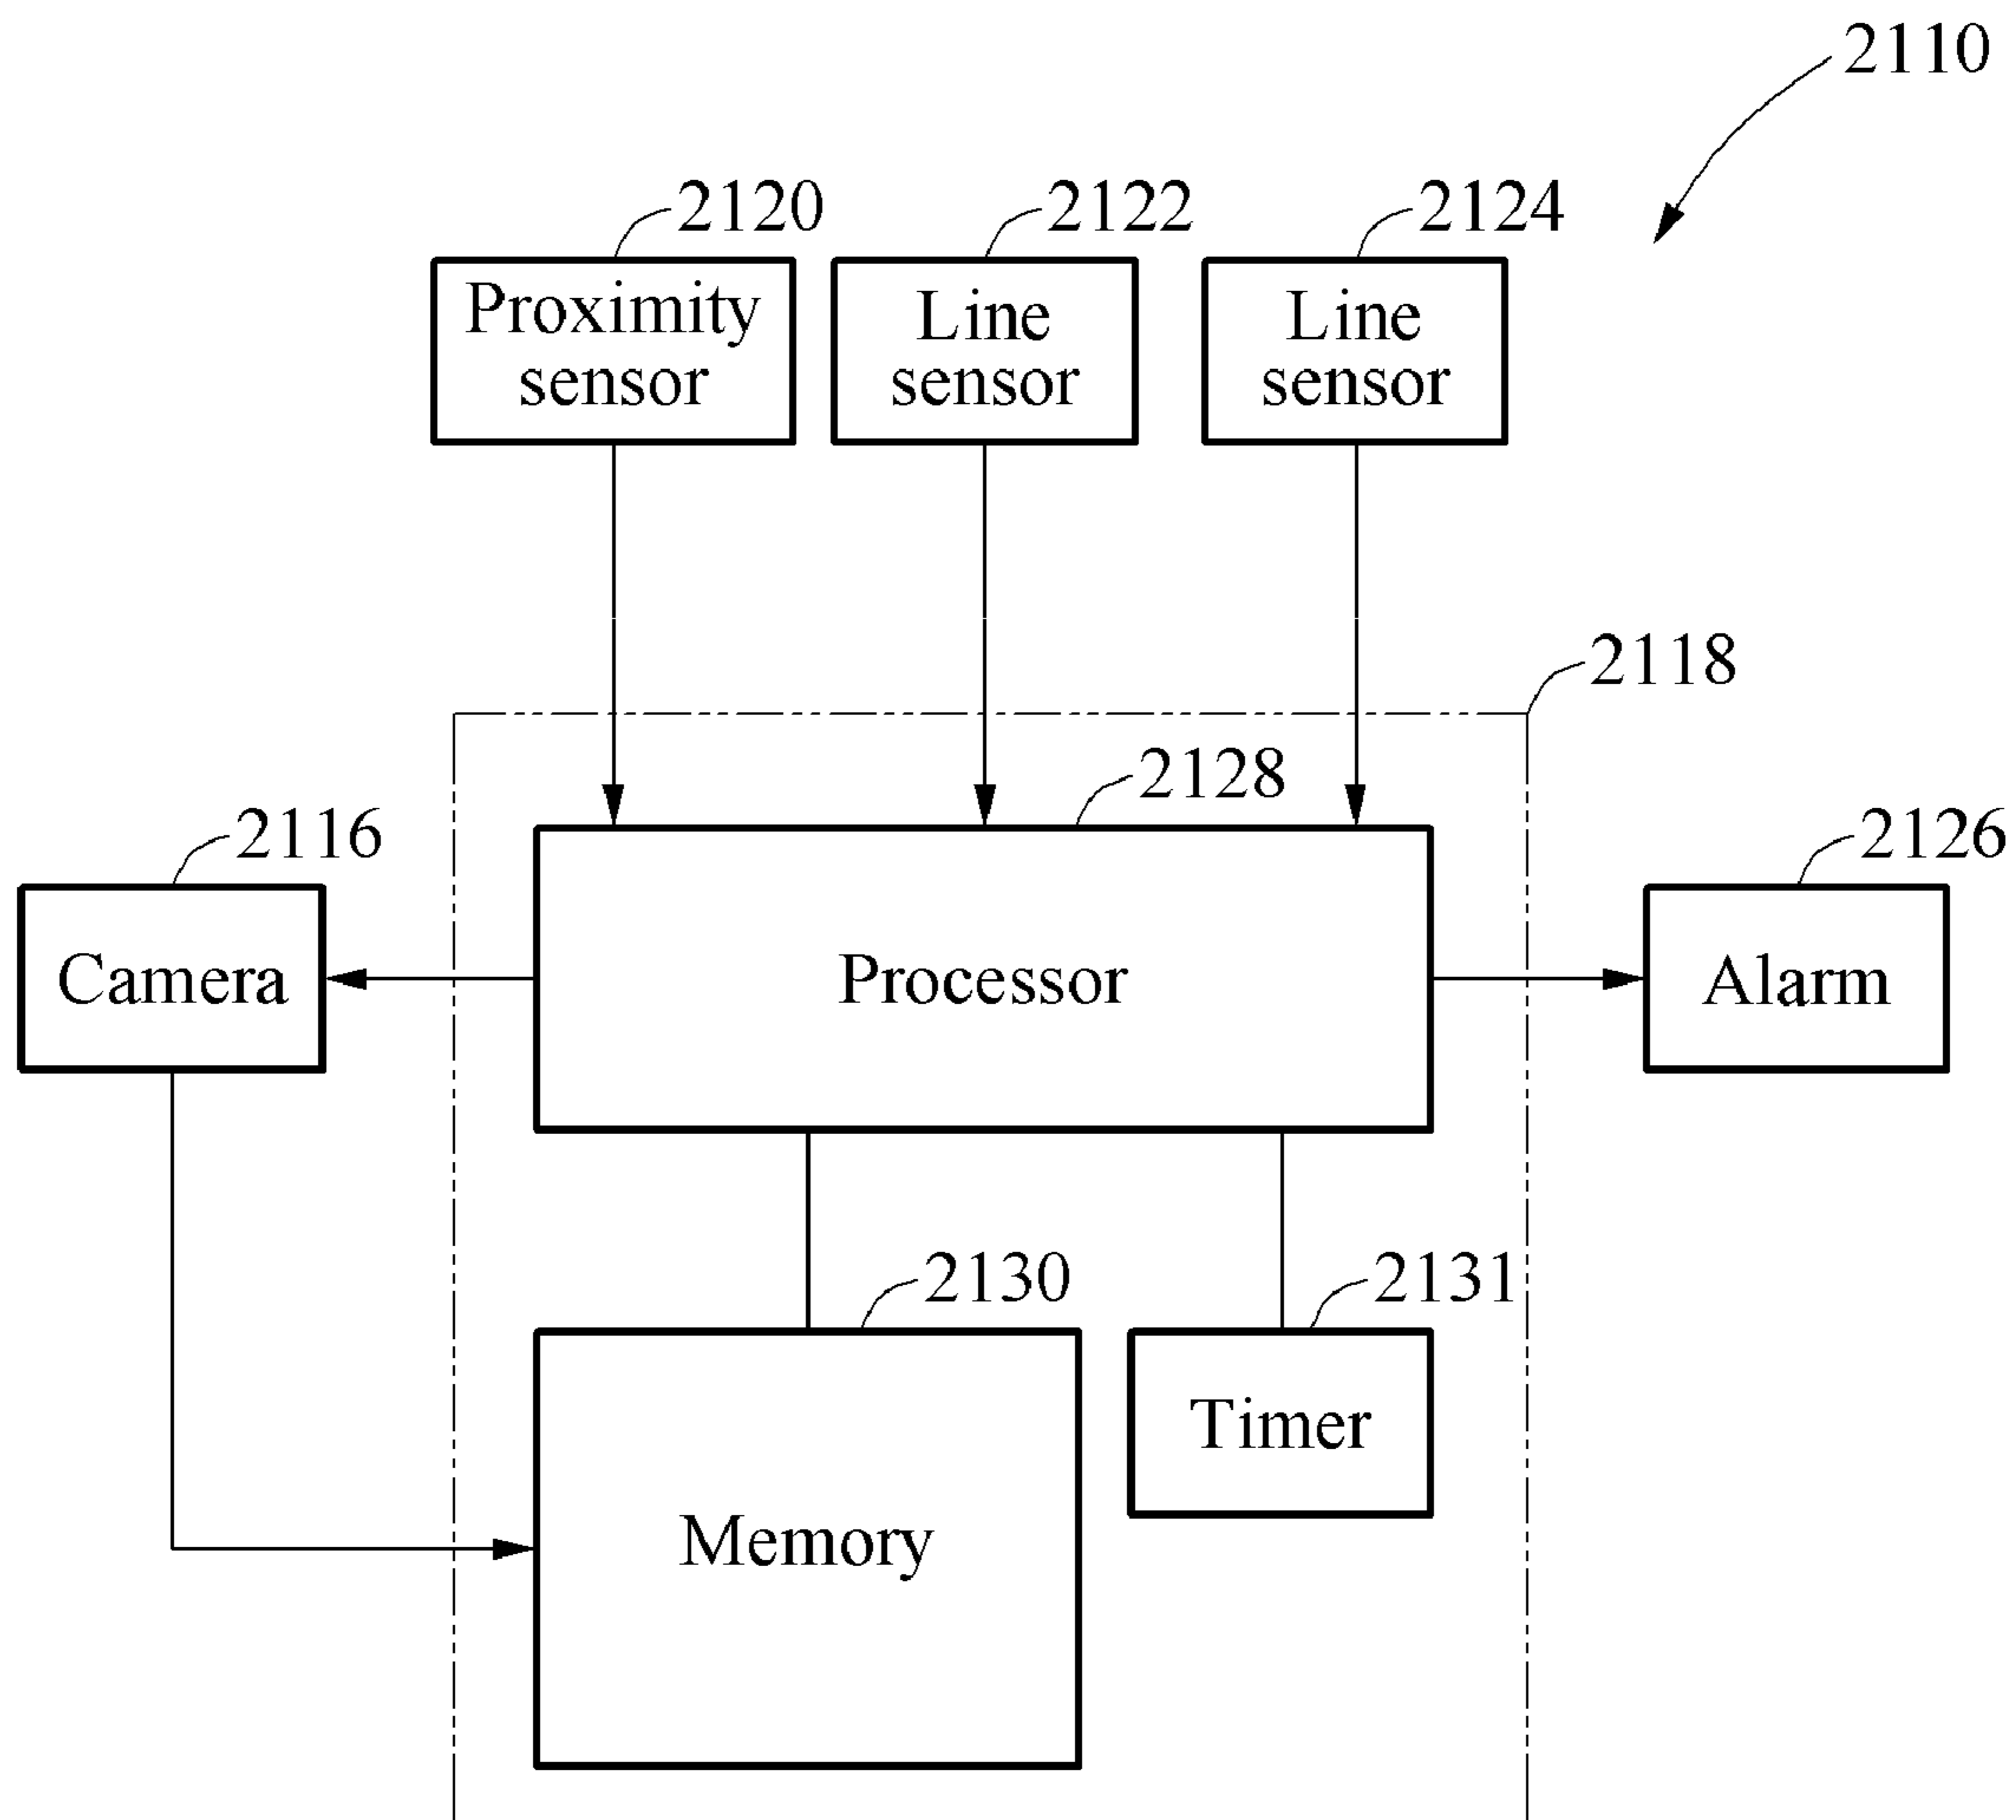 2110
2120
2122
2124
Proximity
sensor
Line
sensor
Line
sensor
2118
2128
2116
2126
Camera
Processor
Alarm
2130
2131
Timer
Memory